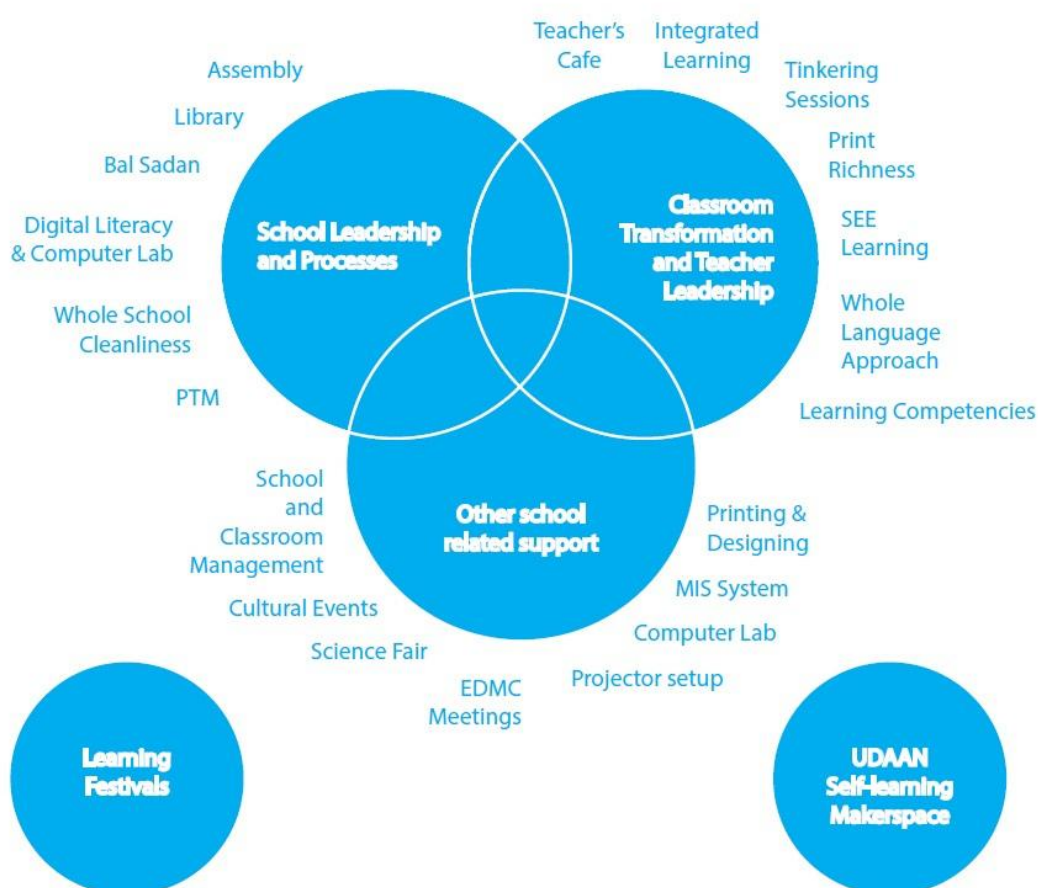 Teacher's
Cafe
Integrated
Learning
Tinkering
Sessions
Assembly
Library
Bal Sadan
Digital Literacy
& Computer Lab
Whole School
Cleanliness
PTM
School Leadership
and Processes
Classroom
Transformation
and Teacher
Leadership
Print
Richness
SEE
Learning
Whole
Language
Approach
Learning Competencies
School
and
Classroom
Management
Cultural Events
Science Fair
EDMC
Meetings
Other school
related support
Printing &
Designing
MIS System
Computer Lab
Projector setup
Learning
Festivals
UDAAN
Self-learning
Makerspace